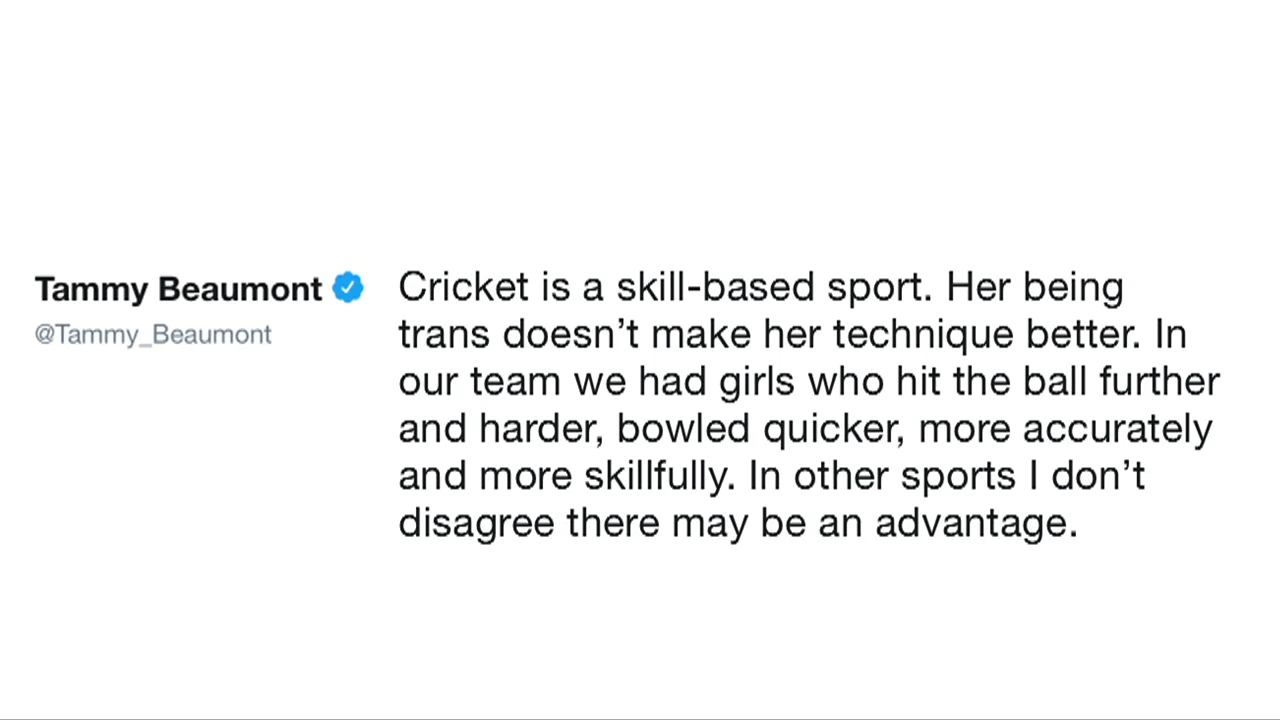 Tammy Beaumont
@Tammy_Beaumont
Cricket is a skill-based sport. Her being
trans doesn’t make her technique better. In
our team we had girls who hit the ball further
and harder, bowled quicker, more accurately
and more skillfully. In other sports I don’t
disagree there may be an advantage.